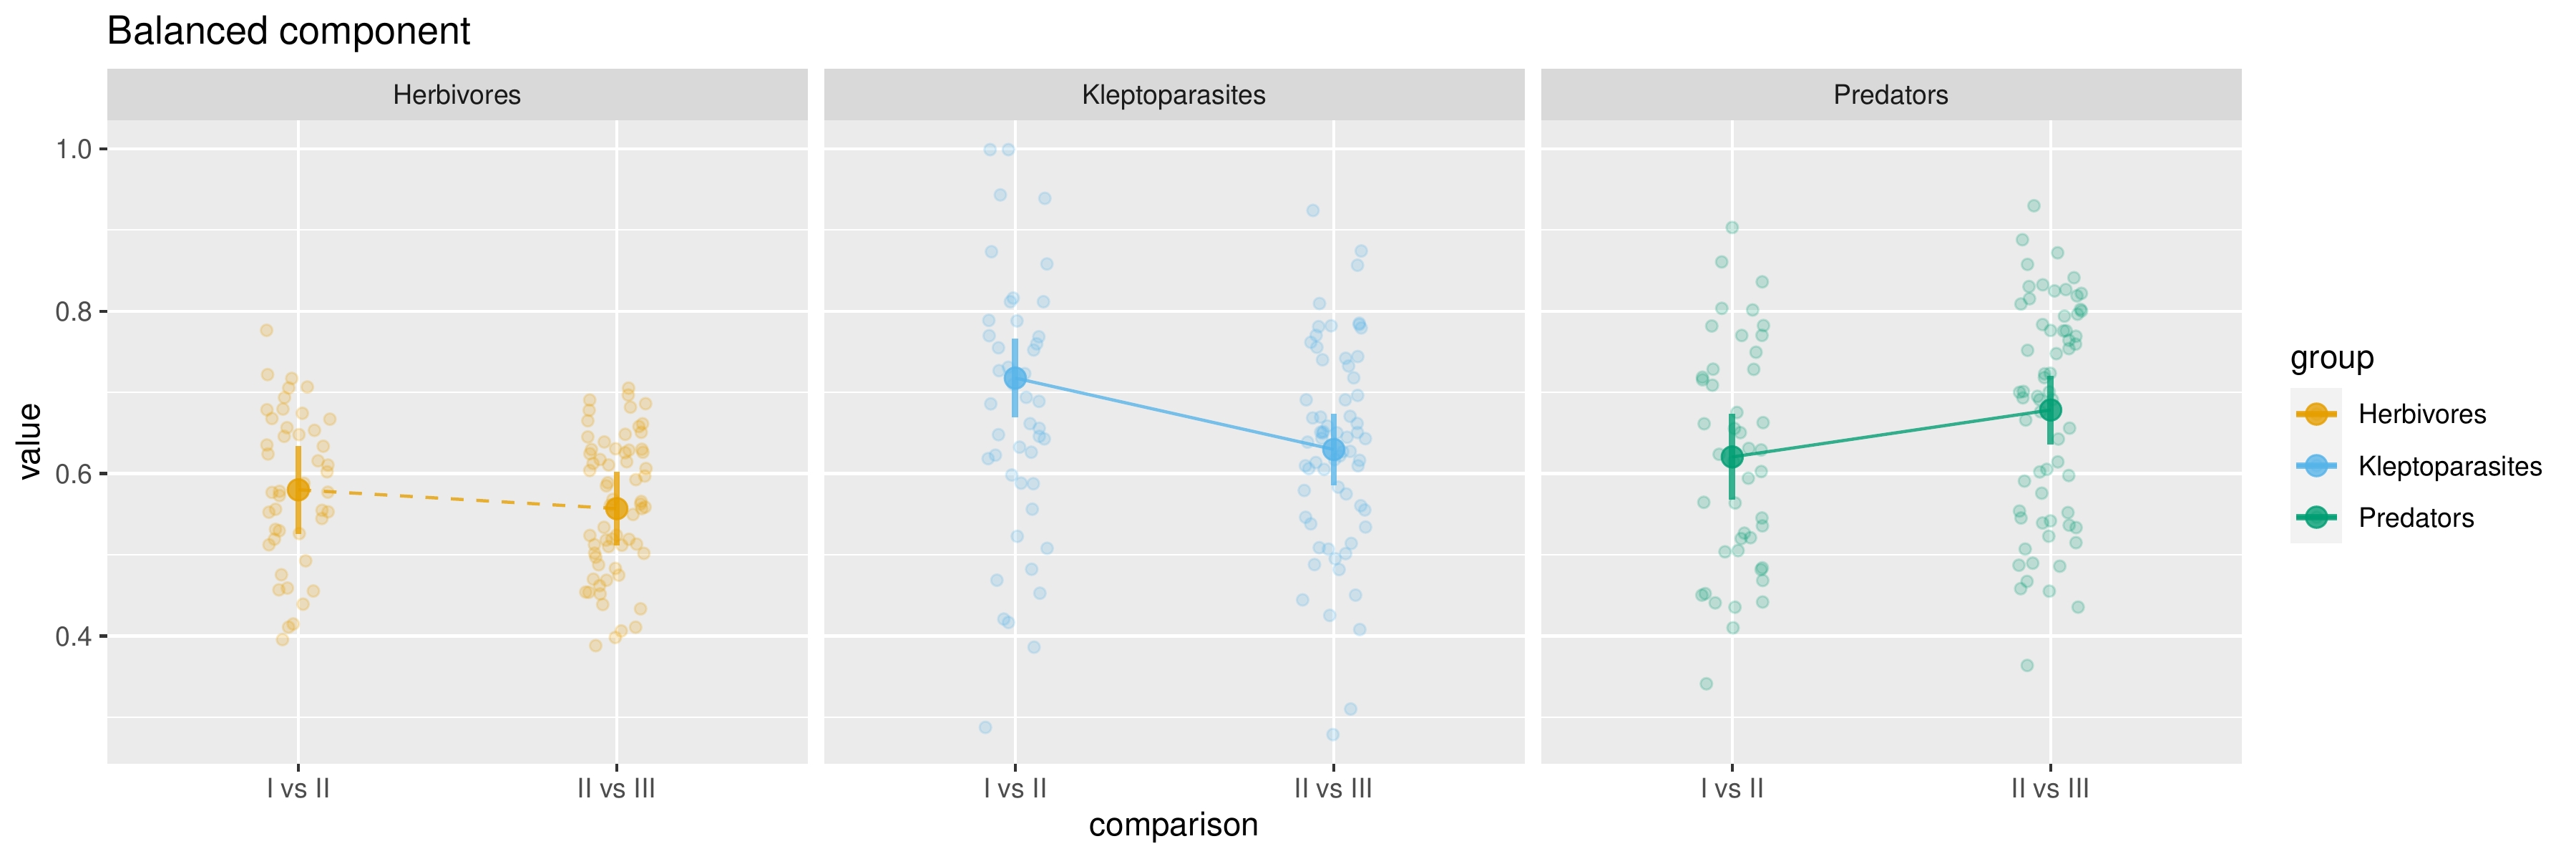 Balanced component
Herbivores
Kleptoparasites
Predators
value
1.0
0.8
0.6
0.4
I vs II
II vs III
I vs II
II vs III
I vs II
II vs III
comparison
group
Herbivores
Kleptoparasites
Predators